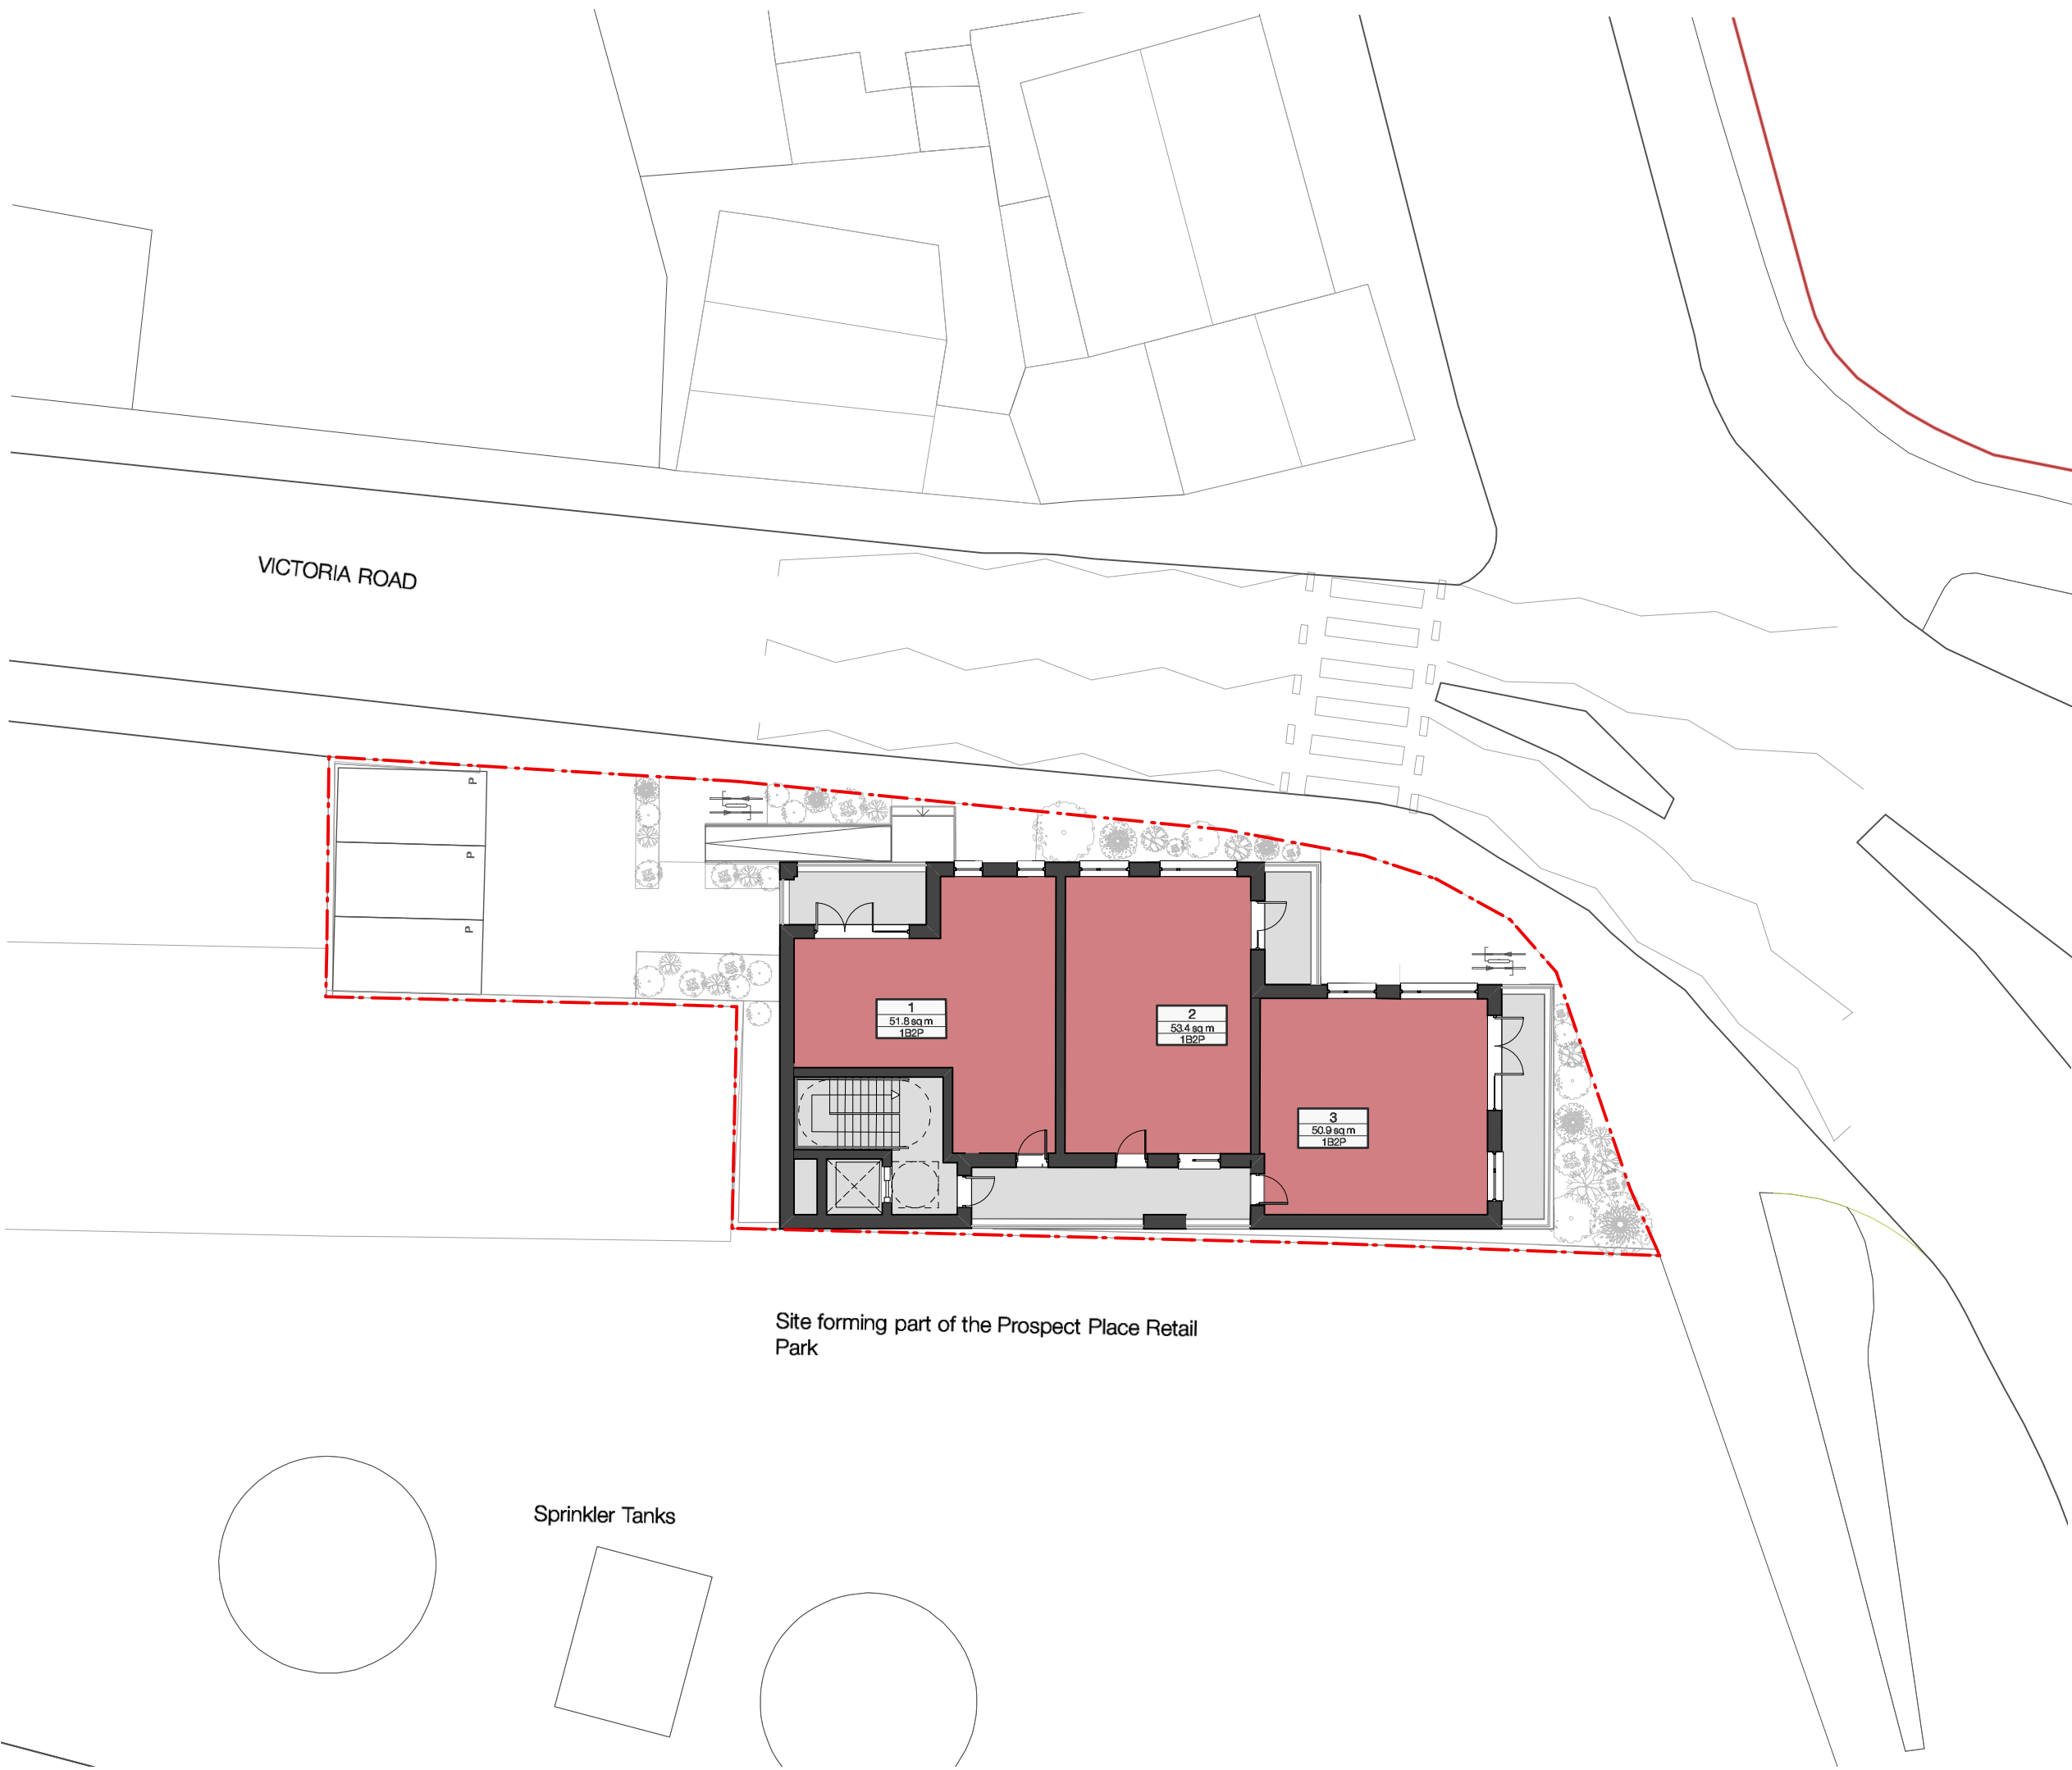 VICTORIA ROAD
P
P
P
1
51.8 sq m
1B2P
2
53.4 sq m
1B2P
3
50.9 sq m
1B2P
Site forming part of the Prospect Place Retail
Park
Sprinkler Tanks